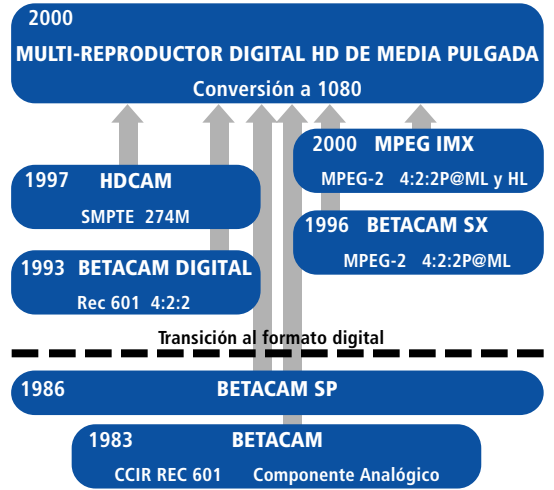 2000
MULTI-REPRODUCTOR DIGITAL HD DE MEDIA PULGADA
Conversión a 1080
2000 MPEG IMX
MPEG-2 4:2:2P@ML y HL
1997 HDCAM
SMPTE 274M
1996 BETACAM SX
MPEG-2 4:2:2P@ML
1993 BETACAM DIGITAL
Rec 601 4:2:2
Transición al formato digital
1986 BETACAM SP
1983 BETACAM
CCIR REC 601 Componente Analógico